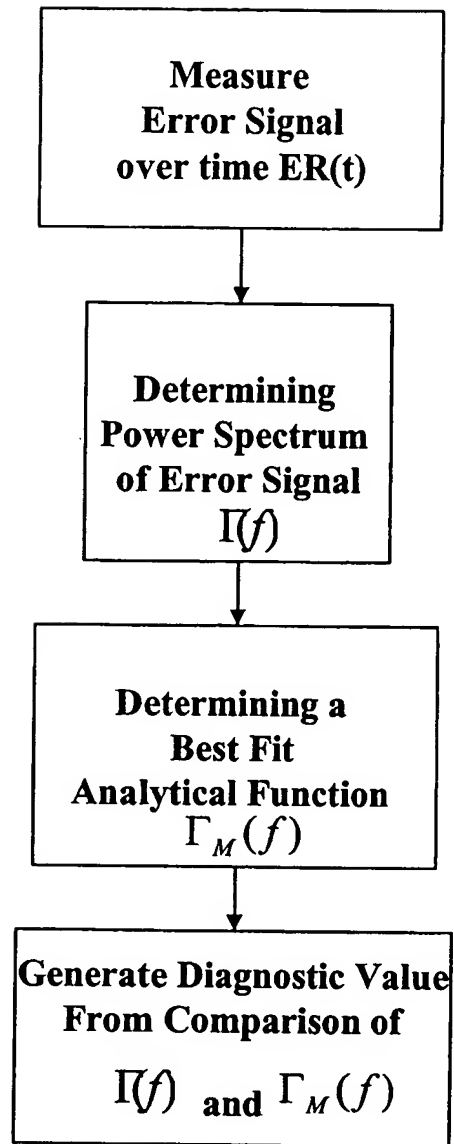 Measure
Error Signal
over time ER(t)
Determining
Power Spectrum
of Error Signal
Γ(f)
Determining a
Best Fit
Analytical Function
Γ_M(f)
Generate Diagnostic Value
From Comparison of
Γ(f) and Γ_M(f)